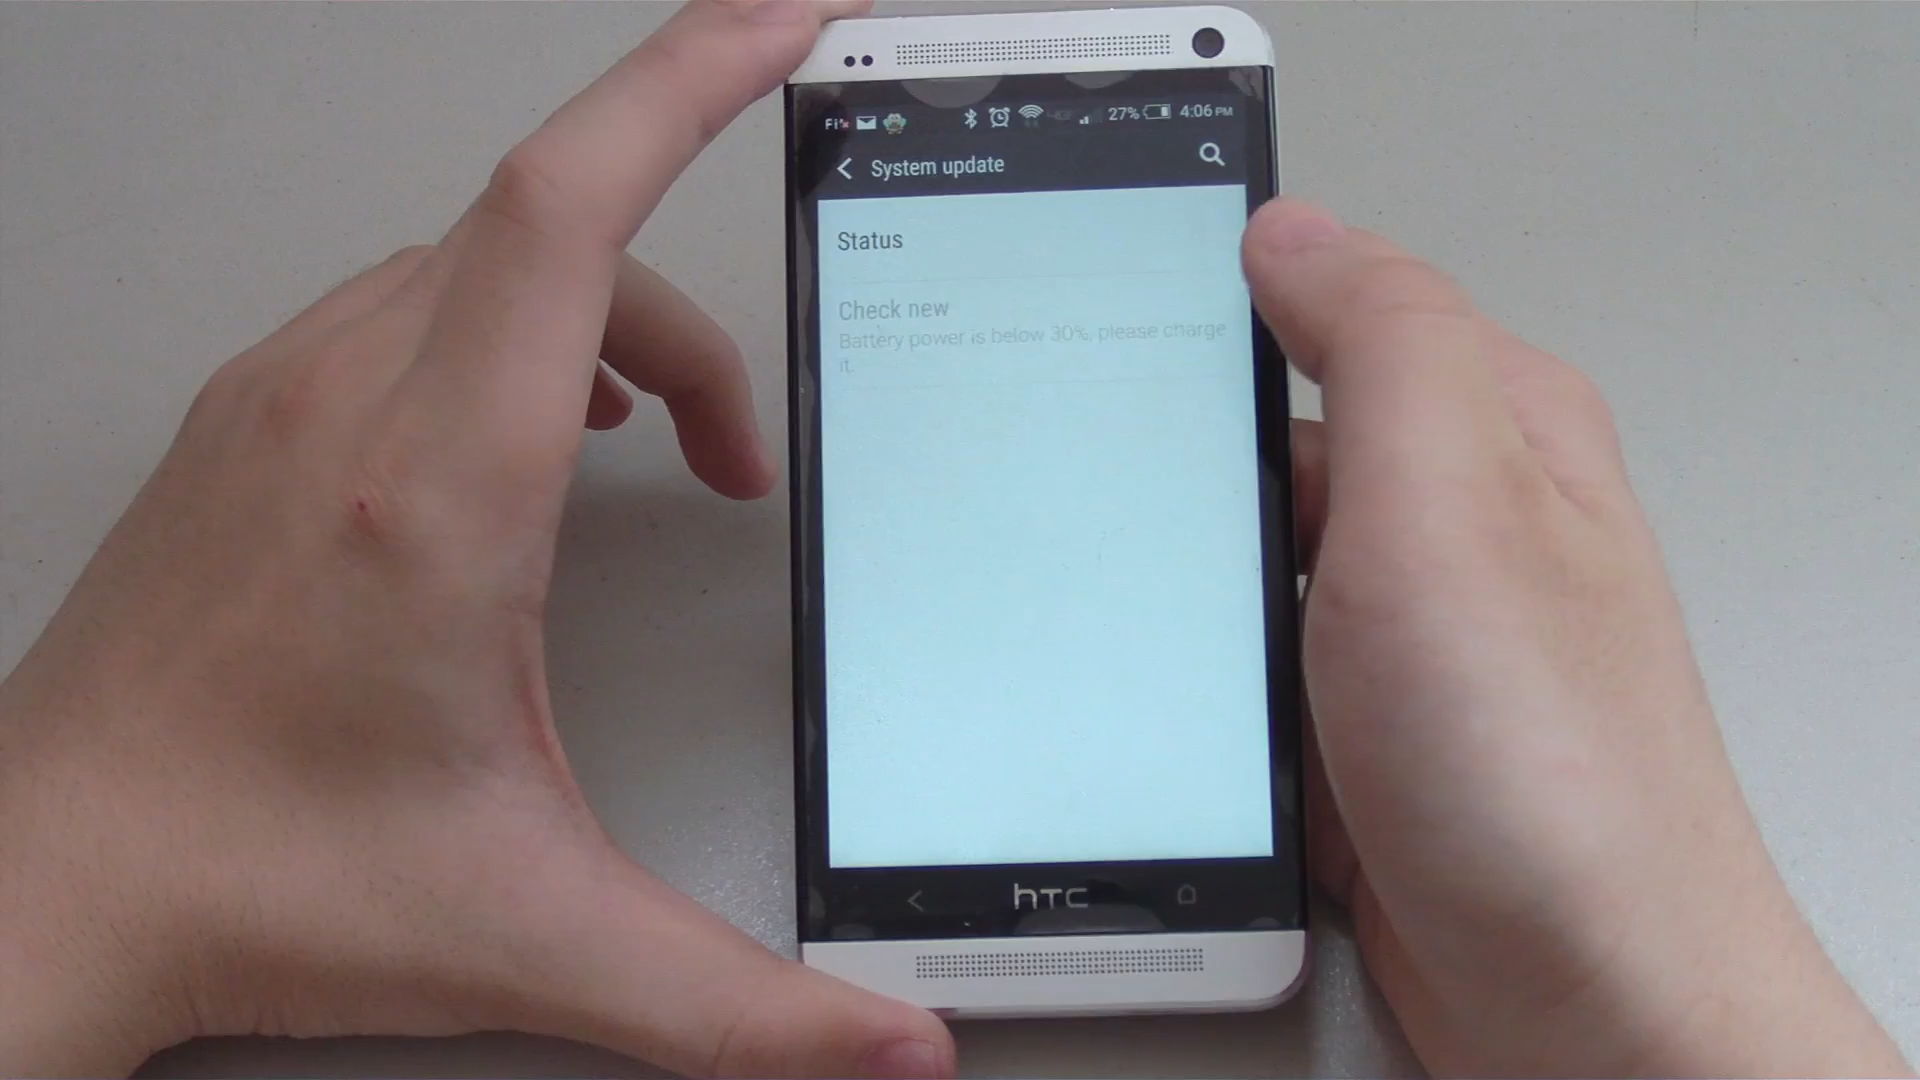 27% 4:06 PM
System update
Status
Check new
Battery power is below 30%, please charge
it.
hTC